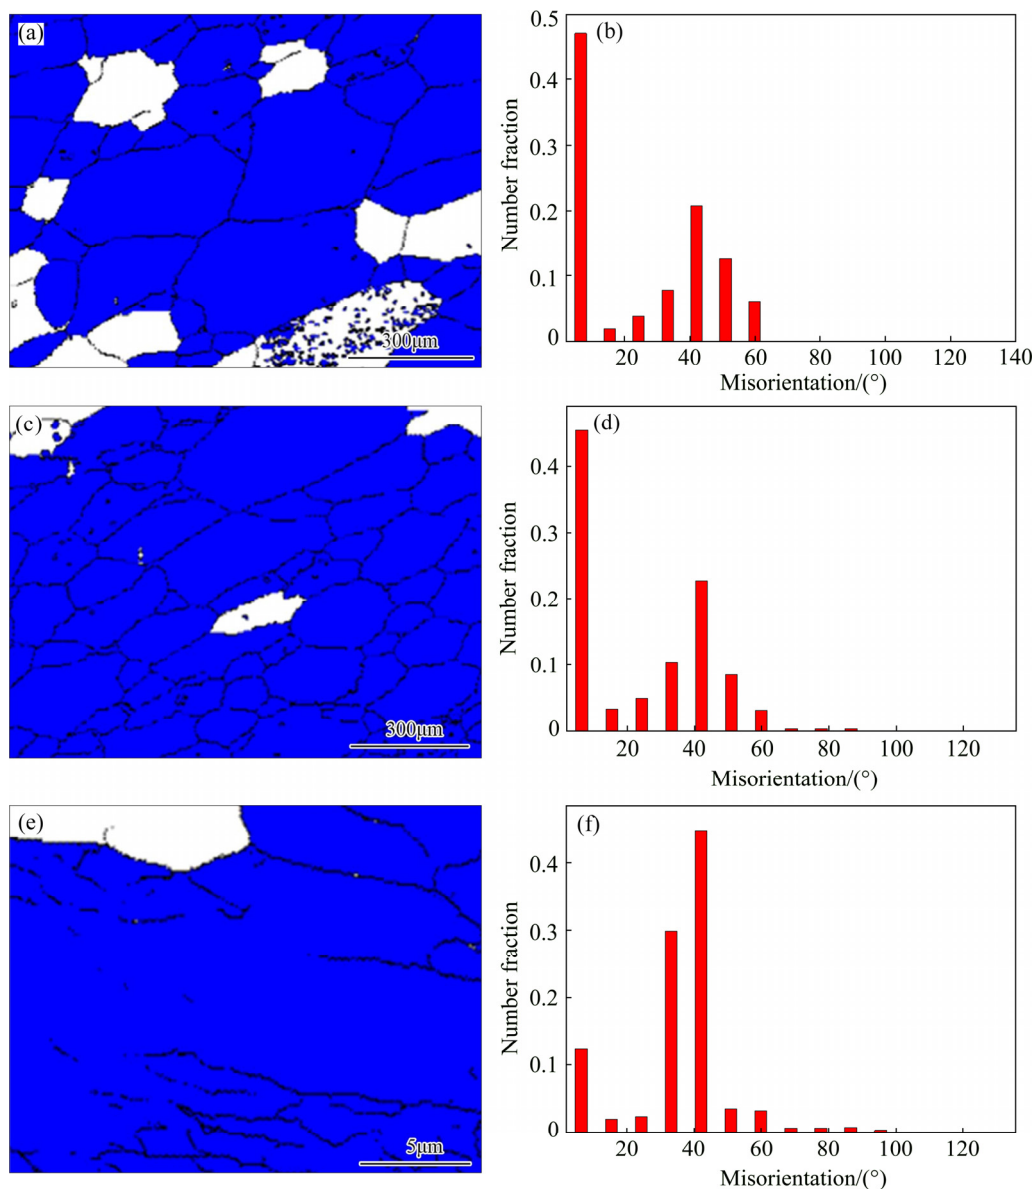 (a)
300μm
(b)
0.5
0.4
0.3
0.2
0.1
0
Number fraction
20 40 60 80 100 120 140
Misorientation/(°)
(c)
300μm
(d)
0.4
0.3
0.2
0.1
0
Number fraction
20 40 60 80 100 120
Misorientation/(°)
(e)
5μm
(f)
0.4
0.3
0.2
0.1
0
Number fraction
20 40 60 80 100 120
Misorientation/(°)